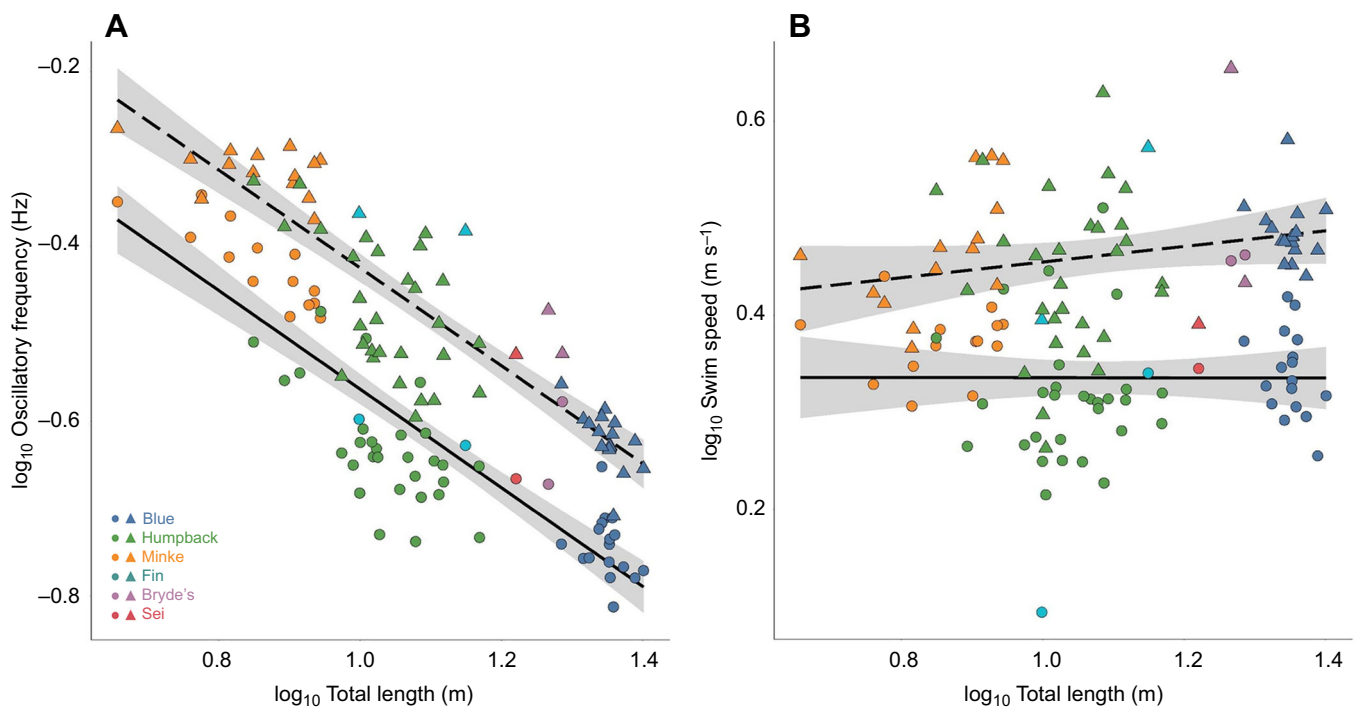 A
–0.2
–0.4
–0.6
–0.8
log10 Oscillatory frequency (Hz)
Blue
Humpback
Minke
Fin
Bryde's
Sei
0.8 1.0 1.2 1.4
log10 Total length (m)
B
0.6
0.4
0.2
log10 Swim speed (m s–1)
0.8 1.0 1.2 1.4
log10 Total length (m)